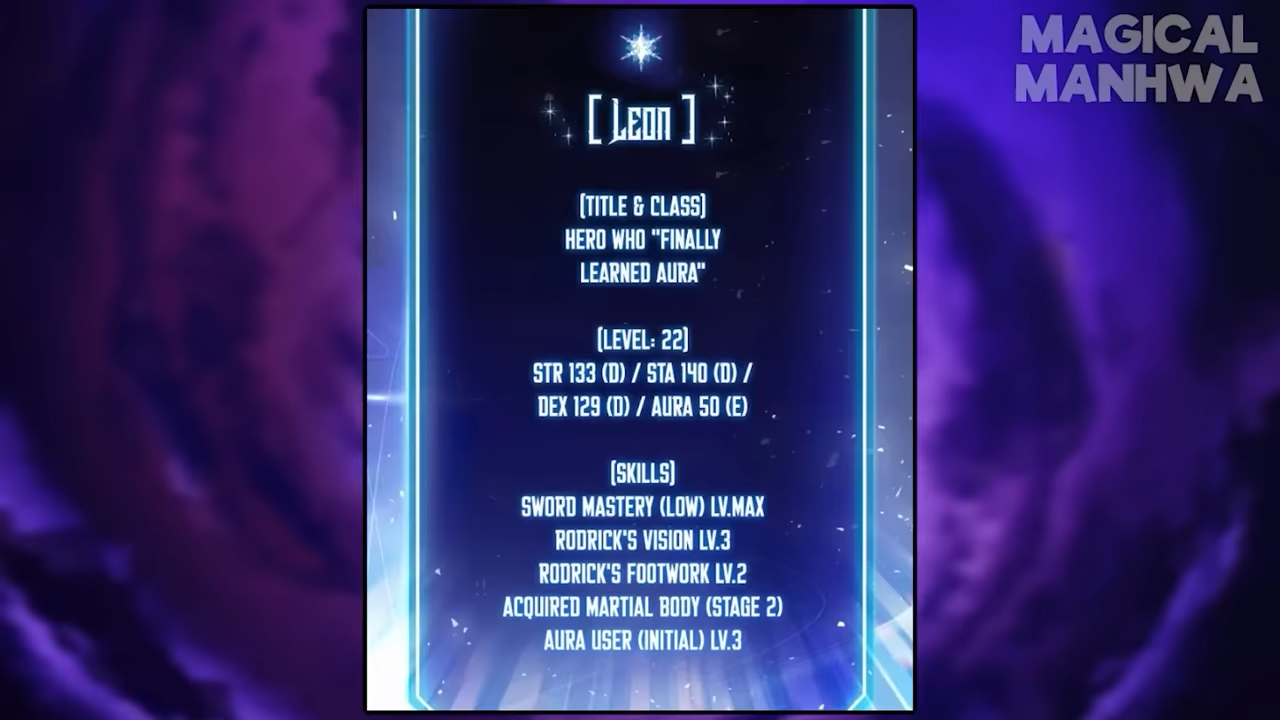 MAGICAL
MANHWA
[LEON]
[TITLE & CLASS]
HERO WHO "FINALLY
LEARNED AURA"
[LEVEL: 22]
STR 133 (D) / STA 140 (D) /
DEX 129 (D) / AURA 50 (E)
[SKILLS]
SWORD MASTERY (LOW) LV.MAX
RODRICK'S VISION LV.3
RODRICK'S FOOTWORK LV.2
ACQUIRED MARTIAL BODY (STAGE 2)
AURA USER (INITIAL) LV.3